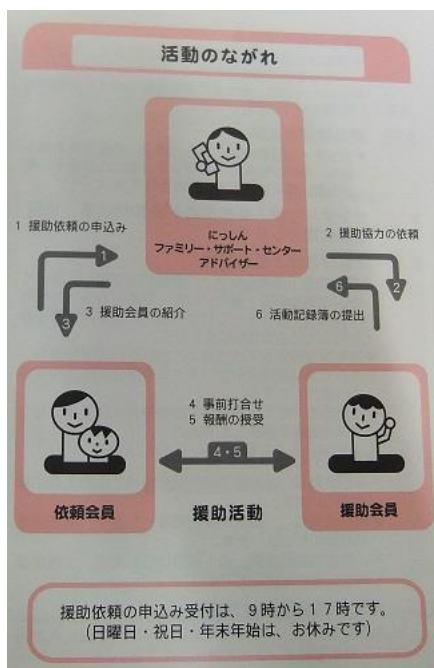 活動のながれ
にっしん
ファミリー・サポート・センター
アドバイザー
1 援助依頼の申込み
1
2 援助協力の依頼
2
3 援助会員の紹介
3
6 活動記録簿の提出
6
4 事前打合せ
5 報酬の授受
4・5
依頼会員
援助活動
援助会員
援助依頼の申込み受付は、9時から17時です。
(日曜日・祝日・年末年始は、お休みです)